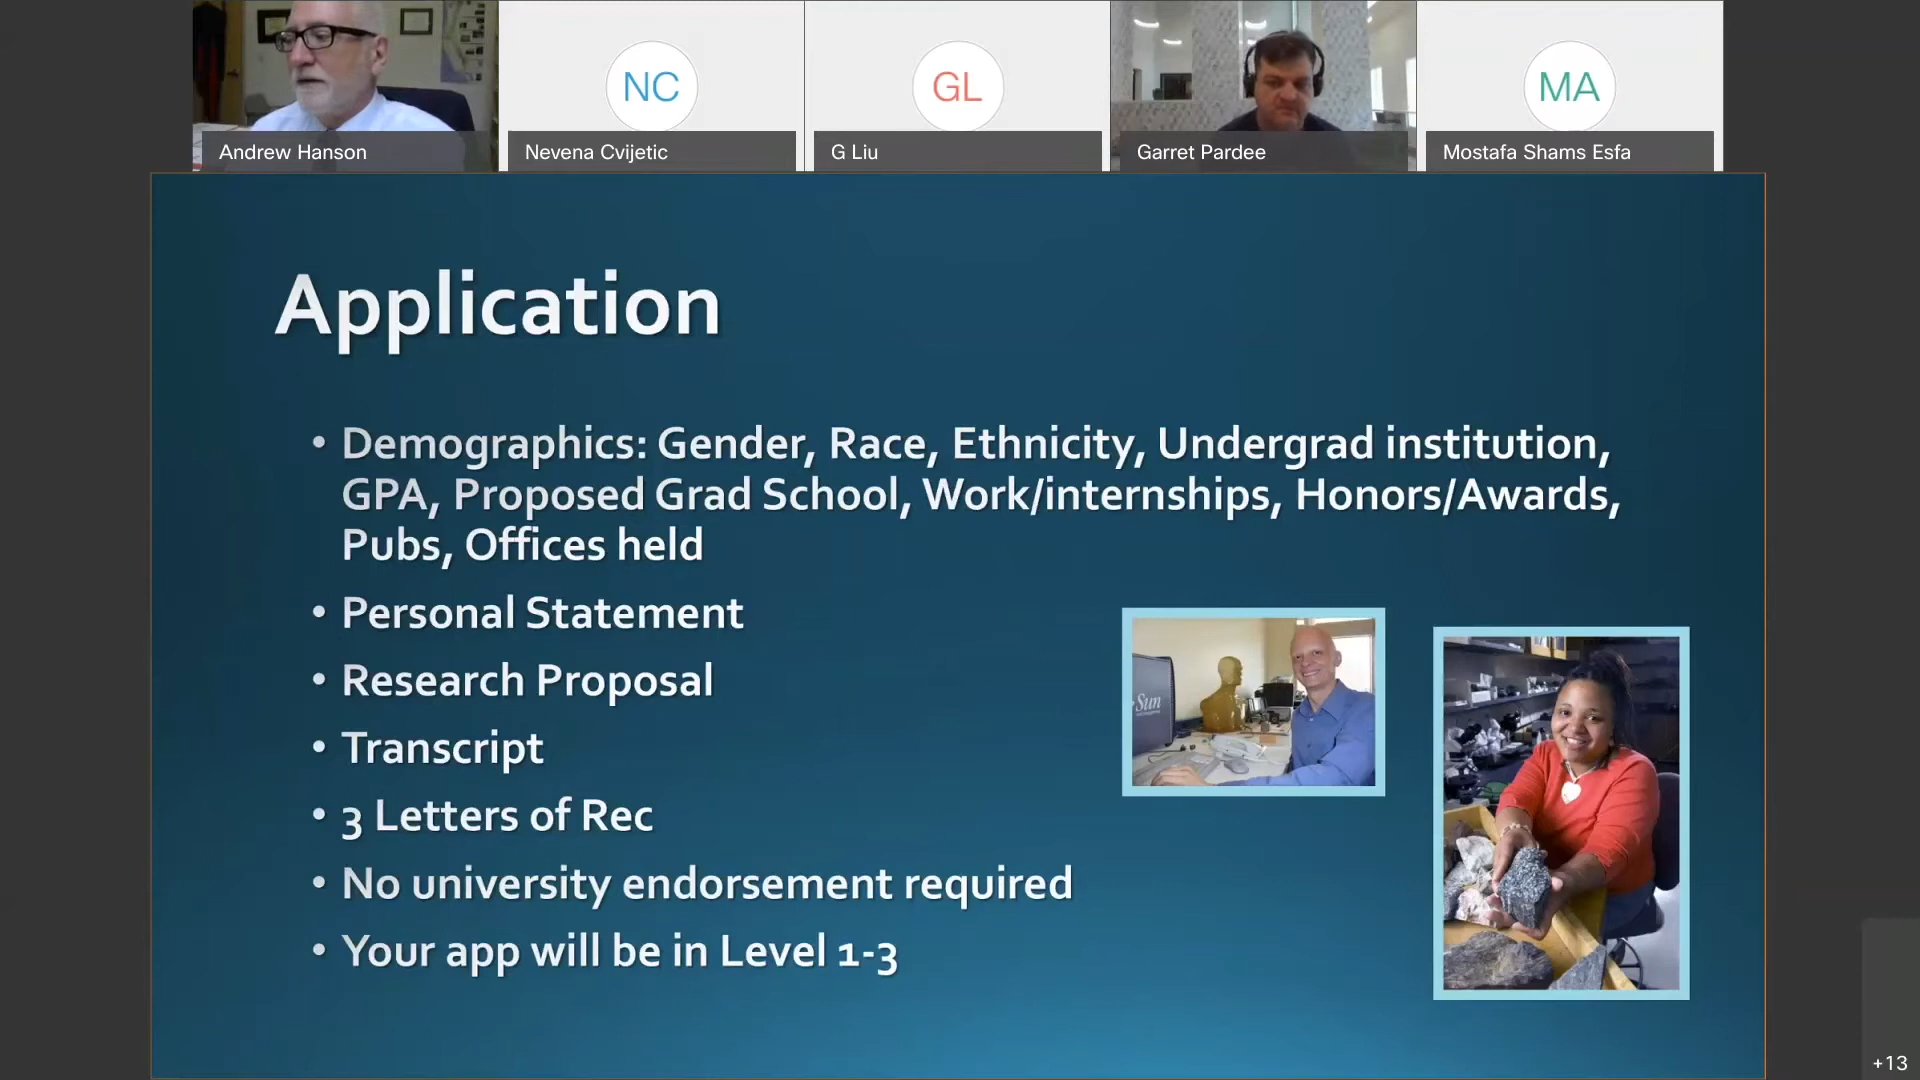 NC
GL
MA
Andrew Hanson
Nevena Cvijetic
G Liu
Garret Pardee
Mostafa Shams Esfa
Application
• Demographics: Gender, Race, Ethnicity, Undergrad institution,
GPA, Proposed Grad School, Work/internships, Honors/Awards,
Pubs, Offices held
• Personal Statement
• Research Proposal
• Transcript
• 3 Letters of Rec
• No university endorsement required
• Your app will be in Level 1-3
Sun
+13